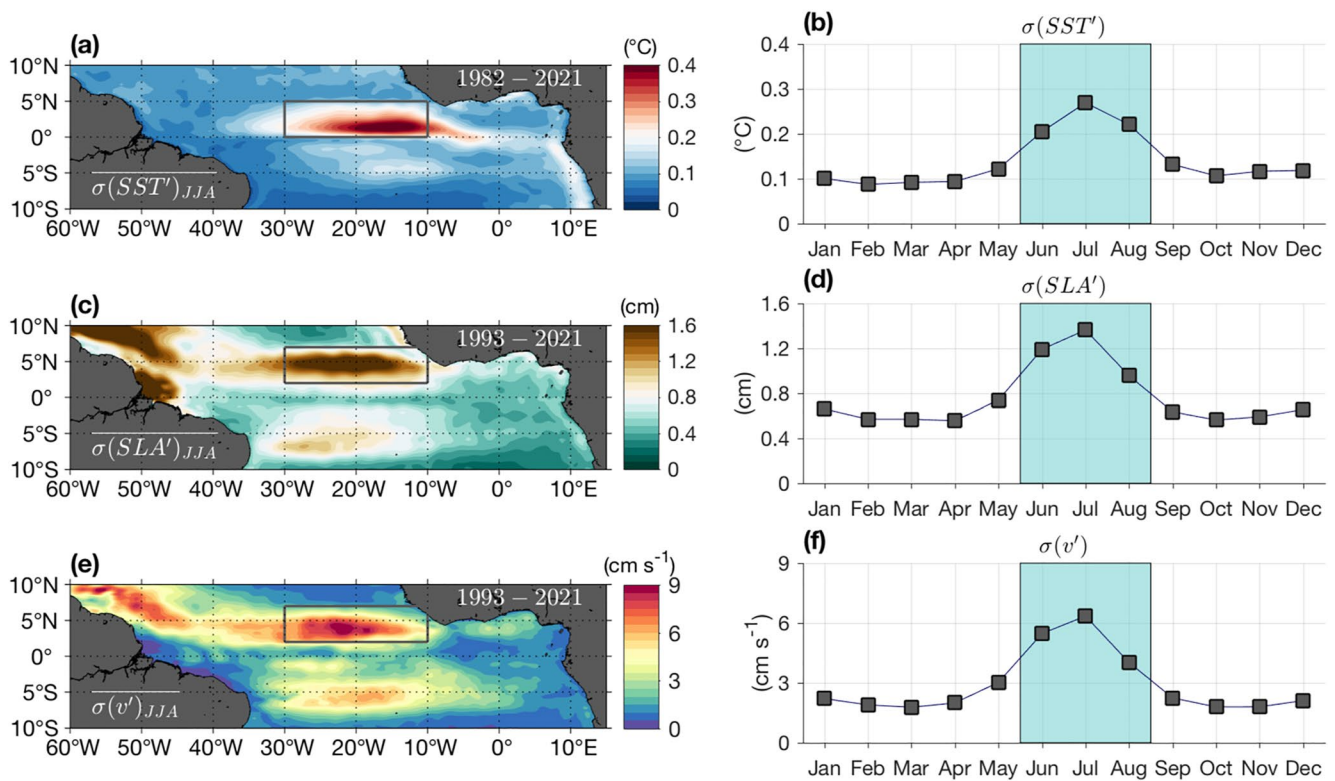 (a)
(°C)
10°N
5°N
0°
5°S
10°S
1982 − 2021
σ(SST′)JJA
60°W 50°W 40°W 30°W 20°W 10°W 0° 10°E
0.4
0.3
0.2
0.1
0
(b)
σ(SST′)
(°C)
0.4
0.3
0.2
0.1
0
Jan Feb Mar Apr May Jun Jul Aug Sep Oct Nov Dec
(c)
(cm)
10°N
5°N
0°
5°S
10°S
1993 − 2021
σ(SLA′)JJA
60°W 50°W 40°W 30°W 20°W 10°W 0° 10°E
1.6
1.2
0.8
0.4
0
(d)
σ(SLA′)
(cm)
1.6
1.2
0.8
0.4
0
Jan Feb Mar Apr May Jun Jul Aug Sep Oct Nov Dec
(e)
(cm s⁻¹)
10°N
5°N
0°
5°S
10°S
1993 − 2021
σ(v′)JJA
60°W 50°W 40°W 30°W 20°W 10°W 0° 10°E
9
6
3
0
(f)
σ(v′)
(cm s⁻¹)
9
6
3
0
Jan Feb Mar Apr May Jun Jul Aug Sep Oct Nov Dec